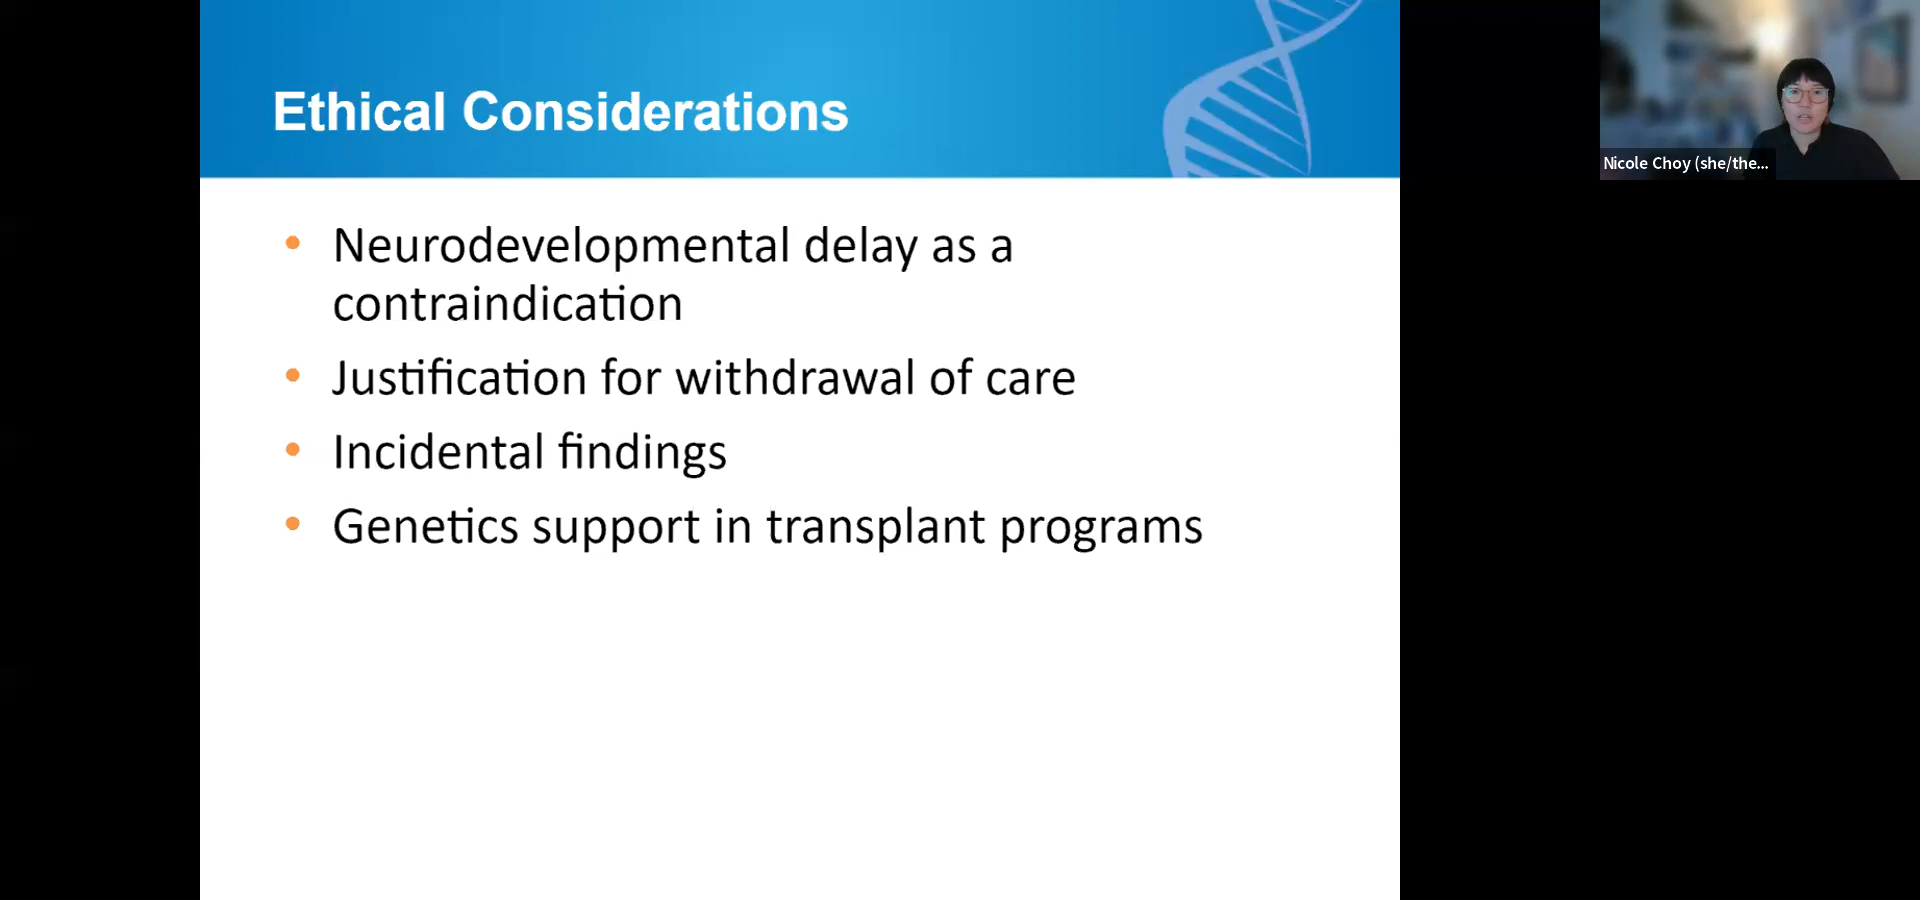 Ethical Considerations
Nicole Choy (she/the...
• Neurodevelopmental delay as a
contraindication
• Justification for withdrawal of care
• Incidental findings
• Genetics support in transplant programs